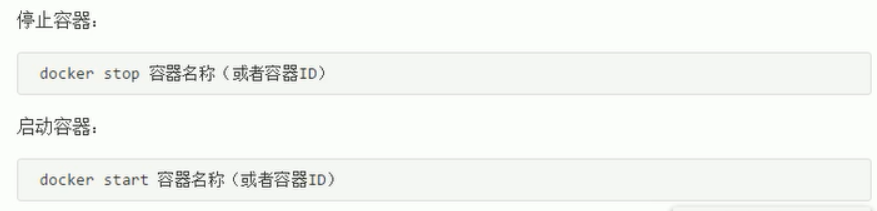 停止容器：
docker stop 容器名称（或者容器ID）
启动容器：
docker start 容器名称（或者容器ID）